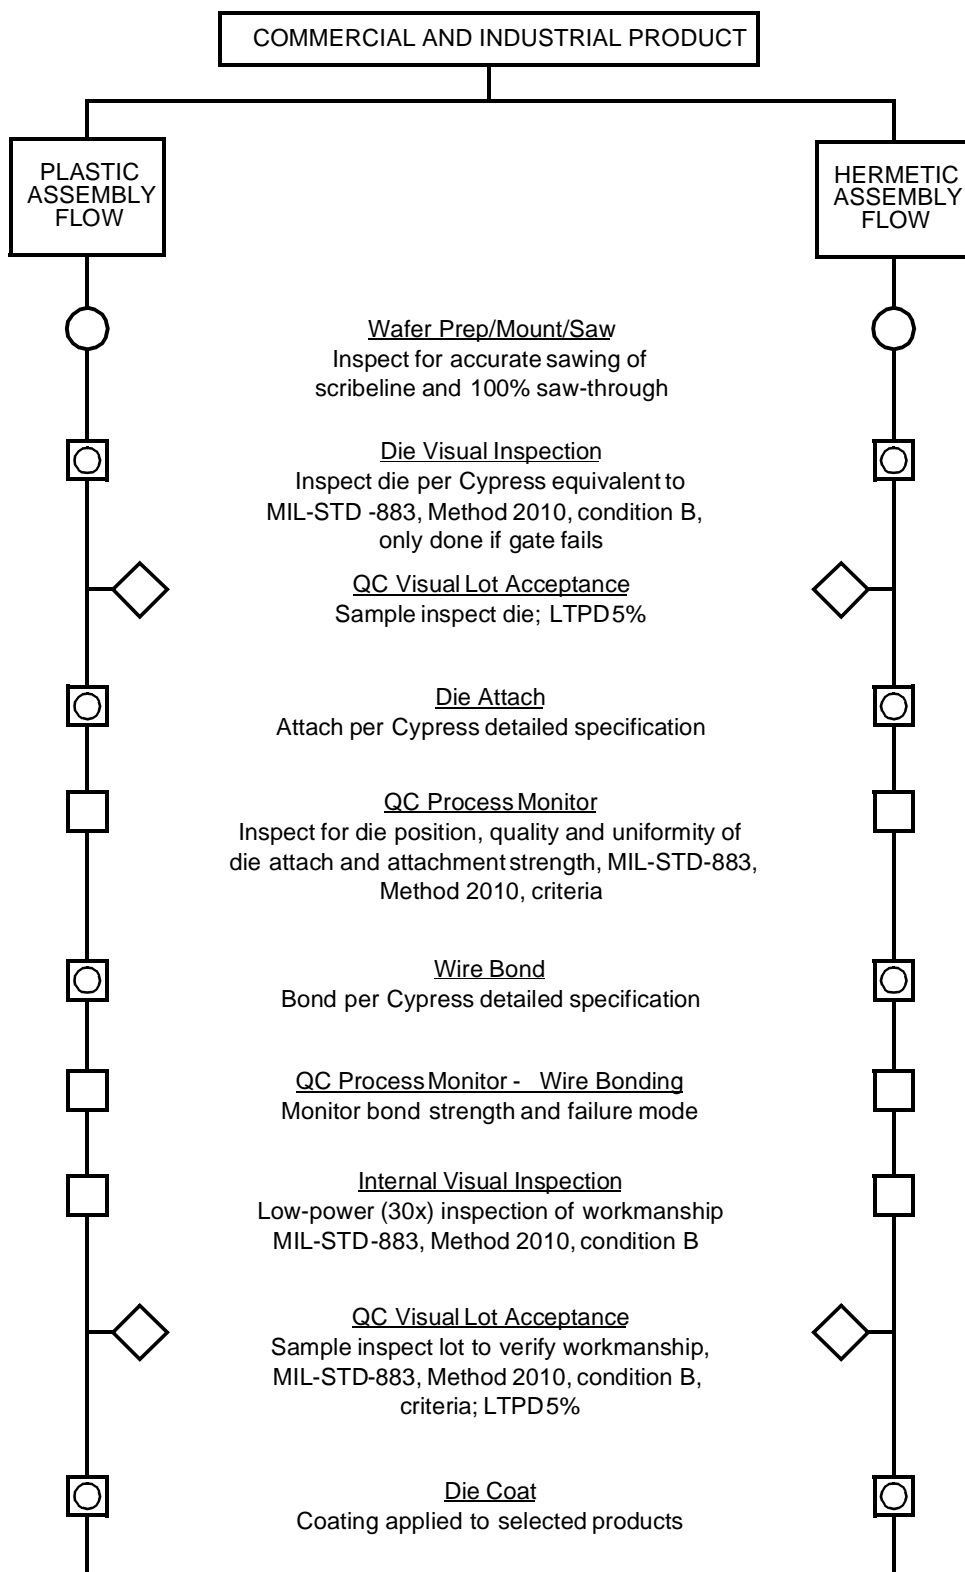 COMMERCIAL AND INDUSTRIAL PRODUCT
PLASTIC
ASSEMBLY
FLOW
HERMETIC
ASSEMBLY
FLOW
Wafer Prep/Mount/Saw
Inspect for accurate sawing of
scribeline and 100% saw-through
Die Visual Inspection
Inspect die per Cypress equivalent to
MIL-STD -883, Method 2010, condition B,
only done if gate fails
QC Visual Lot Acceptance
Sample inspect die; LTPD 5%
Die Attach
Attach per Cypress detailed specification
QC Process Monitor
Inspect for die position, quality and uniformity of
die attach and attachment strength, MIL-STD-883,
Method 2010, criteria
Wire Bond
Bond per Cypress detailed specification
QC Process Monitor - Wire Bonding
Monitor bond strength and failure mode
Internal Visual Inspection
Low-power (30x) inspection of workmanship
MIL-STD-883, Method 2010, condition B
QC Visual Lot Acceptance
Sample inspect lot to verify workmanship,
MIL-STD-883, Method 2010, condition B,
criteria; LTPD 5%
Die Coat
Coating applied to selected products